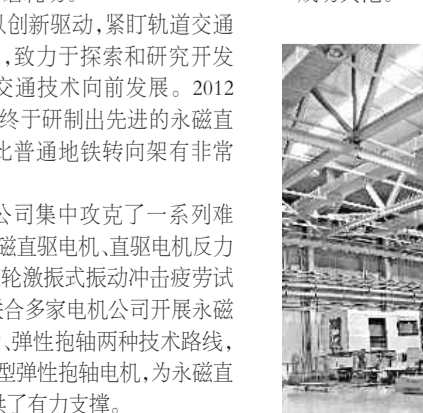 以创新驱动，紧盯轨道交通
，致力于探索和研究开发
交通技术向前发展。2012
终于研制出先进的永磁直
比普通地铁转向架有非常
公司集中攻克了一系列难
磁直驱电机、直驱电机反力
轮激振式振动冲击疲劳试
联合多家电机公司开展永磁
、弹性抱轴两种技术路线，
型弹性抱轴电机，为永磁直
供了有力支撑。